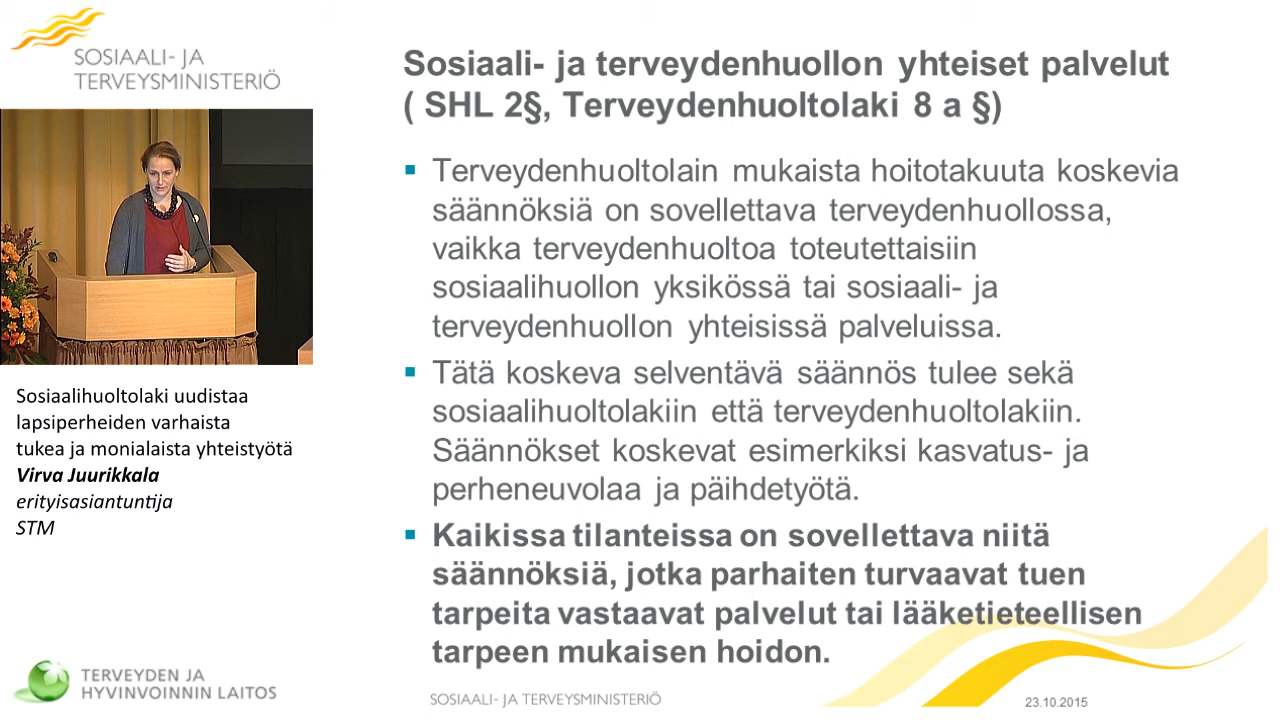 SOSIAALI- JA
TERVEYSMINISTERIÖ
Sosiaali- ja terveydenhuollon yhteiset palvelut
( SHL 2§, Terveydenhuoltolaki 8 a §)
Terveydenhuoltolain mukaista hoitotakuuta koskevia
säännöksiä on sovellettava terveydenhuollossa,
vaikka terveydenhuoltoa toteutettaisiin
sosiaalihuollon yksikössä tai sosiaali- ja
terveydenhuollon yhteisissä palveluissa.
Tätä koskeva selventävä säännös tulee sekä
sosiaalihuoltolakiin että terveydenhuoltolakiin.
Säännökset koskevat esimerkiksi kasvatus- ja
perheneuvolaa ja päihdetyötä.
Kaikissa tilanteissa on sovellettava niitä
säännöksiä, jotka parhaiten turvaavat tuen
tarpeita vastaavat palvelut tai lääketieteellisen
tarpeen mukaisen hoidon.
Sosiaalihuoltolaki uudistaa
lapsiperheiden varhaista
tukea ja monialaista yhteistyötä
Virva Juurikkala
erityisasiantuntija
STM
TERVEYDEN JA
HYVINVOINNIN LAITOS
SOSIAALI- JA TERVEYSMINISTERIÖ
23.10.2015